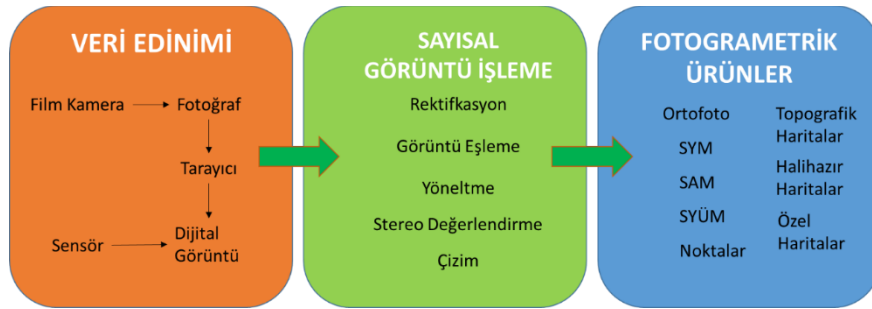 VERİ EDİNİMİ
Film Kamera
Fotoğraf
Tarayıcı
Sensör
Dijital
Görüntü
SAYISAL
GÖRÜNTÜ İŞLEME
Rektifkasyon
Görüntü Eşleme
Yöneltme
Stereo Değerlendirme
Çizim
FOTOGRAMETRİK
ÜRÜNLER
Ortofoto
SYM
SAM
SYÜM
Noktalar
Topografik
Haritalar
Halihazır
Haritalar
Özel
Haritalar